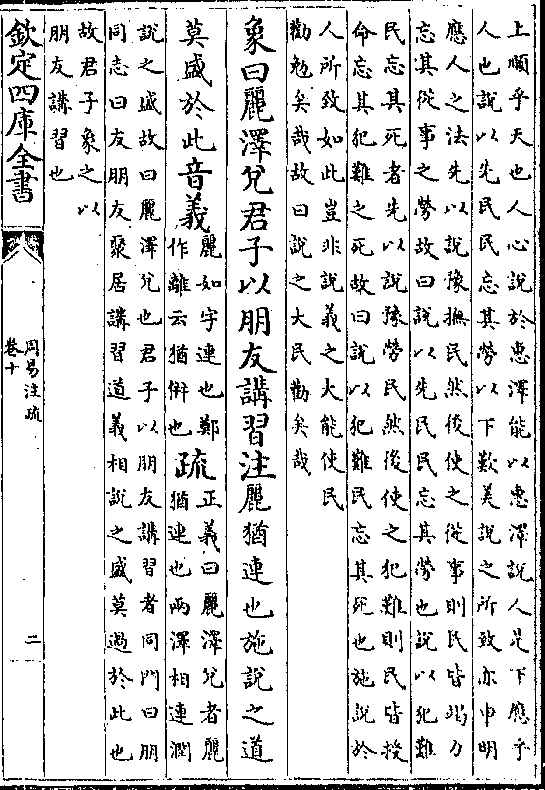 上順乎天也人心說於惠澤能以惠澤說人是下應乎
人也說以先民民忘其勞以下歎美說之所致亦申明
應人之法先以說豫撫民然後使之從事則民皆竭力
忘其從事之勞故曰說以先民民忘其勞也說以犯難
民忘其死者先以說豫勞民然後使之犯難則民皆授
命忘其犯難之死故曰說以犯難民忘其死也施說於
人所致如此豈非說義之大能使民
勸勉矣哉故曰說之大民勸矣哉
象曰麗澤兌君子以朋友講習注麗猶連也施說之道
莫盛於此音義麗如字連也鄭
作離云猶併也疏正義曰麗澤兌者麗
猶連也兩澤相連潤
說之盛故曰麗澤兌也君子以朋友講習者同門曰朋
同志曰友朋友聚居講習道義相說之盛莫過於此也
故君子象之以
朋友講習也
欽定四庫全書
周易注疏
卷十
二